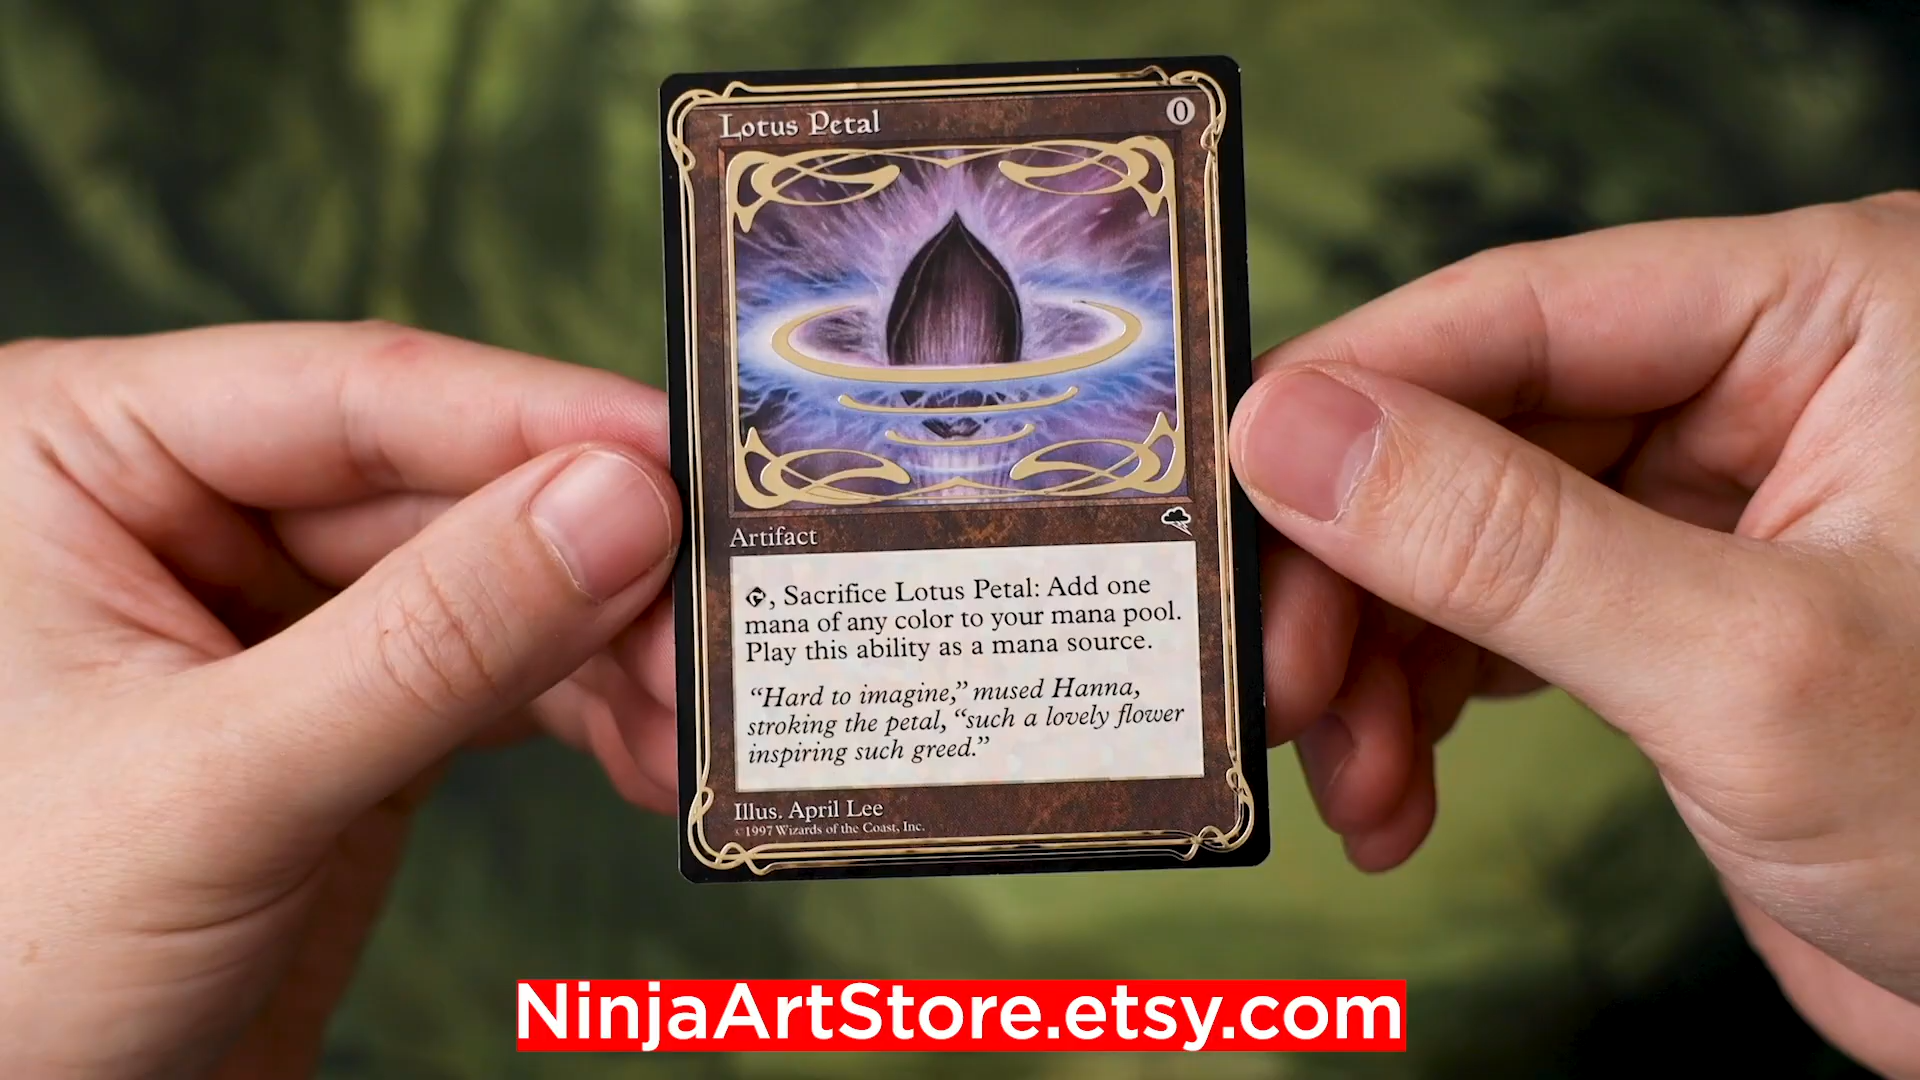 Lotus Petal
0
Artifact
, Sacrifice Lotus Petal: Add one
mana of any color to your mana pool.
Play this ability as a mana source.
“Hard to imagine,” mused Hanna,
stroking the petal, “such a lovely flower
inspiring such greed.”
Illus. April Lee
©1997 Wizards of the Coast, Inc.
NinjaArtStore.etsy.com